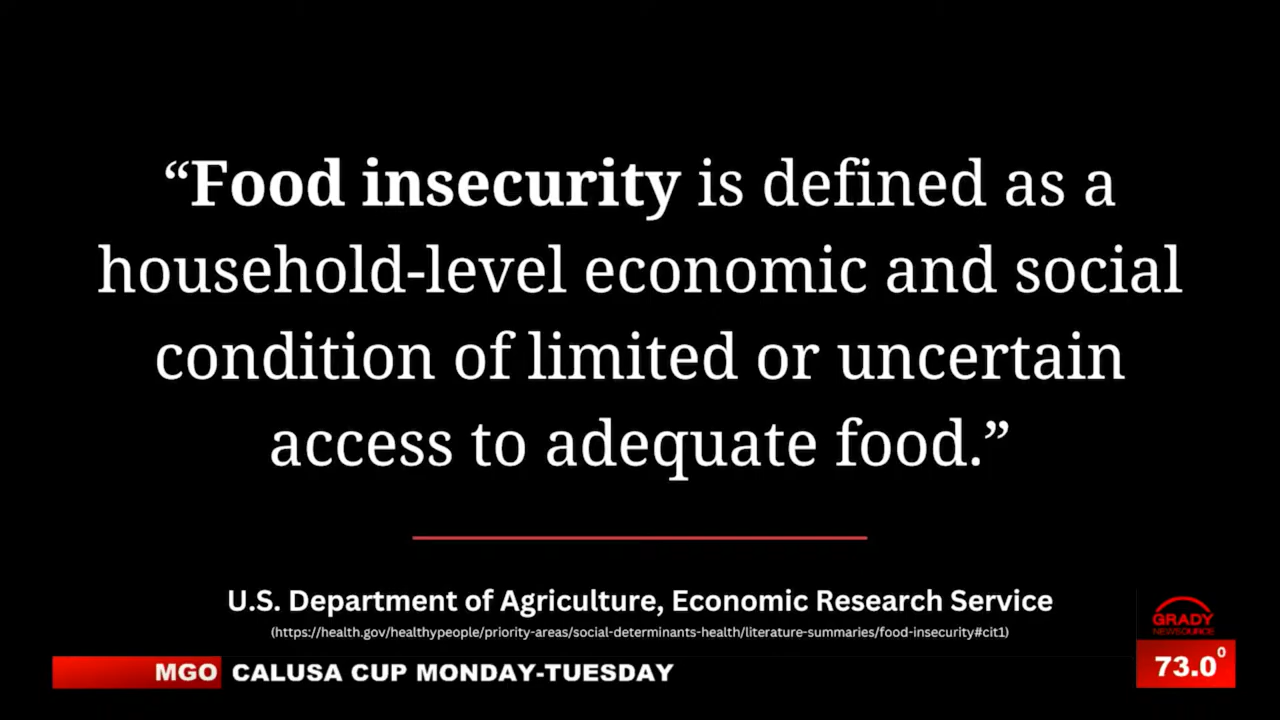 “Food insecurity is defined as a
household-level economic and social
condition of limited or uncertain
access to adequate food.”
U.S. Department of Agriculture, Economic Research Service
(https://health.gov/healthypeople/priority-areas/social-determinants-health/literature-summaries/food-insecurity#cit1)
GRADY
NEWSOURCE
MGO CALUSA CUP MONDAY-TUESDAY
73.0⁰